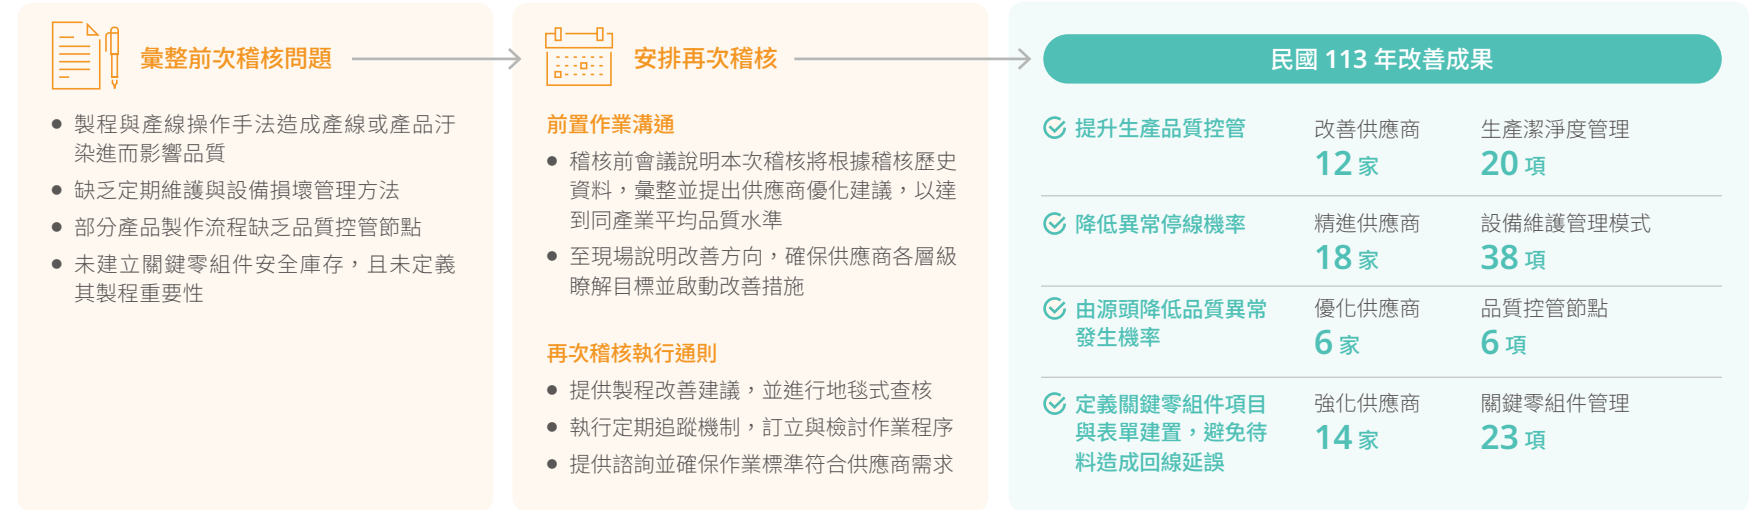 彙整前次稽核問題
製程與產線操作手法造成產線或產品汙
染進而影響品質
缺乏定期維護與設備損壞管理方法
部分產品製作流程缺乏品質控管節點
未建立關鍵零組件安全庫存，且未定義
其製程重要性
安排再次稽核
前置作業溝通
稽核前會議說明本次稽核將根據稽核歷史
資料，彙整並提出供應商優化建議，以達
到同產業平均品質水準
至現場說明改善方向，確保供應商各層級
瞭解目標並啟動改善措施
再次稽核執行通則
提供製程改善建議，並進行地毯式查核
執行定期追蹤機制，訂立與檢討作業程序
提供諮詢並確保作業標準符合供應商需求
民國 113 年改善成果
提升生產品質控管
改善供應商
12 家
生產潔淨度管理
20 項
降低異常停線機率
精進供應商
18 家
設備維護管理模式
38 項
由源頭降低品質異常
發生機率
優化供應商
6 家
品質控管節點
6 項
定義關鍵零組件項目
與表單建置，避免待
料造成回線延誤
強化供應商
14 家
關鍵零組件管理
23 項